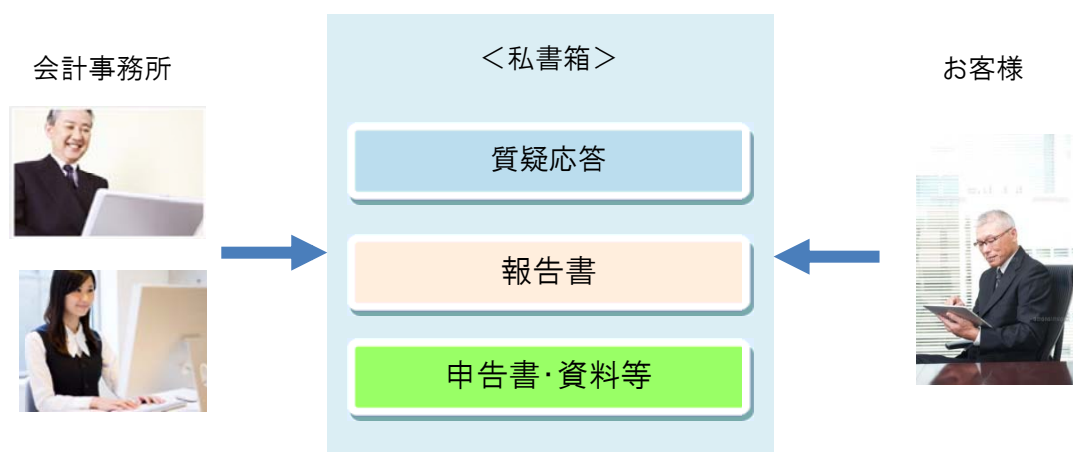 会計事務所
＜私書箱＞
お客様
質疑応答
報告書
申告書･資料等